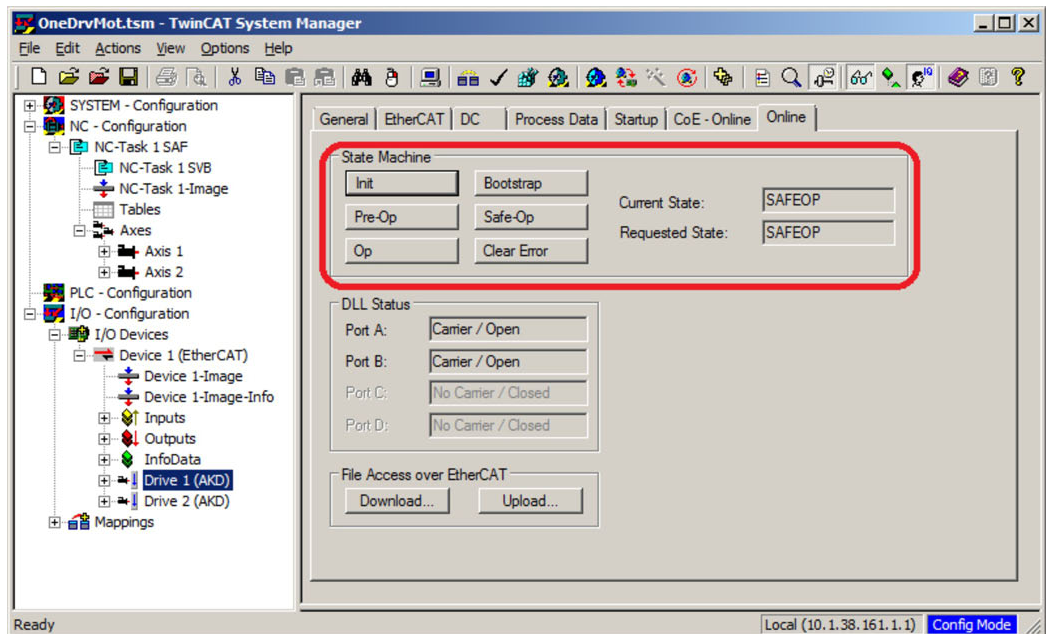 OneDrvMot.tsm - TwinCAT System Manager
File Edit Actions View Options Help
SYSTEM - Configuration
NC - Configuration
NC-Task 1 SAF
NC-Task 1 SVB
NC-Task 1-Image
Tables
Axes
Axis 1
Axis 2
PLC - Configuration
I/O - Configuration
I/O Devices
Device 1 (EtherCAT)
Device 1-Image
Device 1-Image-Info
Inputs
Outputs
InfoData
Drive 1 (AKD)
Drive 2 (AKD)
Mappings
General EtherCAT DC Process Data Startup CoE - Online Online
State Machine
Init Bootstrap
Pre-Op Safe-Op
Op Clear Error
Current State: SAFEOP
Requested State: SAFEOP
DLL Status
Port A: Carrier / Open
Port B: Carrier / Open
Port C: No Carrier / Closed
Port D: No Carrier / Closed
File Access over EtherCAT
Download... Upload...
Ready Local (10.1.38.161.1.1) Config Mode